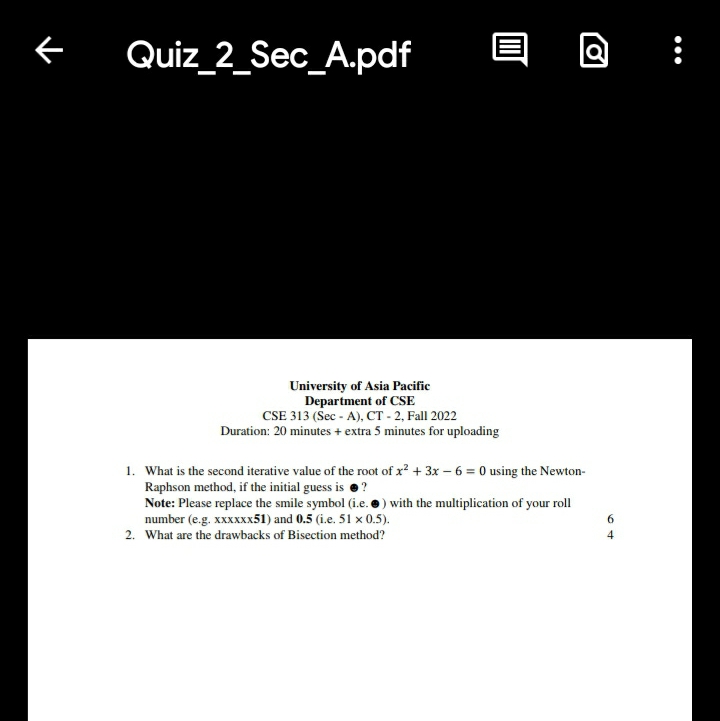 Quiz_2_Sec_A.pdf
University of Asia Pacific
Department of CSE
CSE 313 (Sec - A), CT - 2, Fall 2022
Duration: 20 minutes + extra 5 minutes for uploading
1. What is the second iterative value of the root of x² + 3x − 6 = 0 using the Newton-
Raphson method, if the initial guess is ☻?
Note: Please replace the smile symbol (i.e. ☻) with the multiplication of your roll
number (e.g. xxxxxx51) and 0.5 (i.e. 51 × 0.5). 6
2. What are the drawbacks of Bisection method? 4